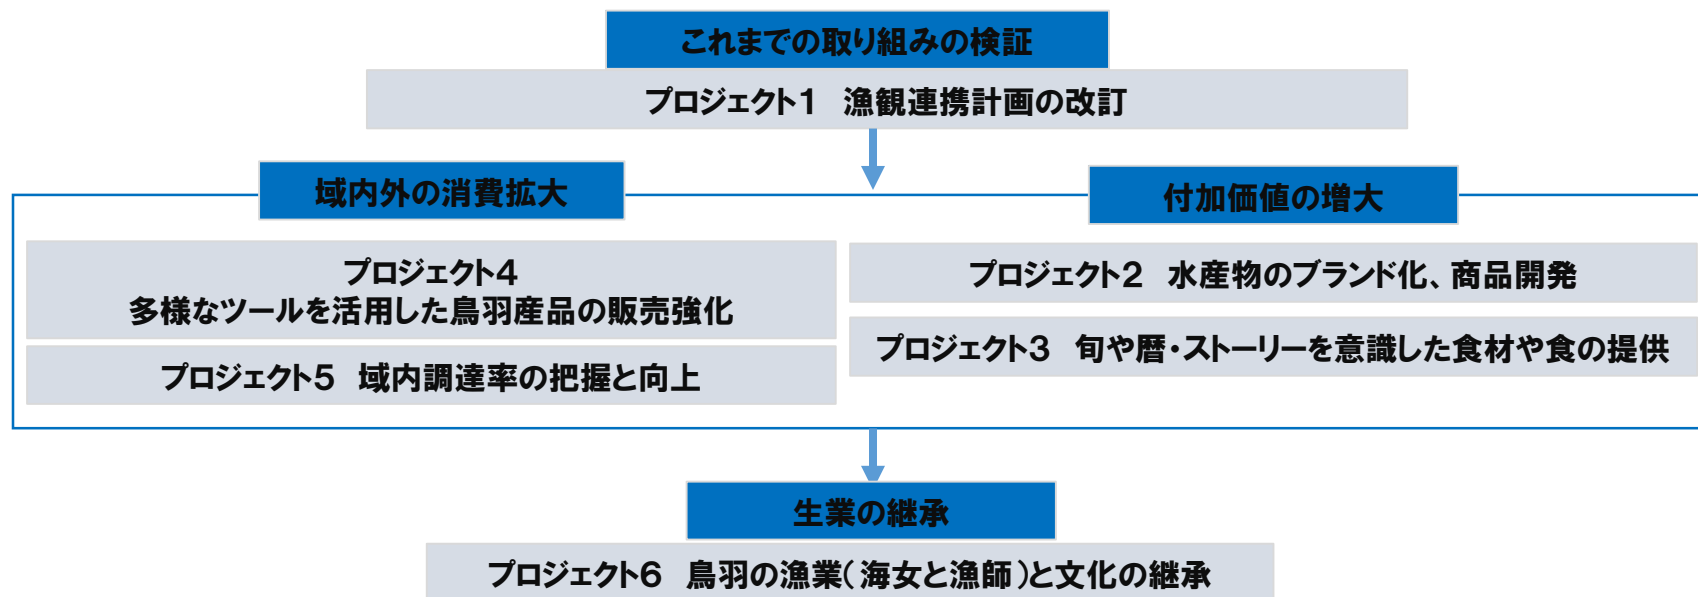 これまでの取り組みの検証
プロジェクト1　漁観連携計画の改訂
域内外の消費拡大
プロジェクト4
多様なツールを活用した鳥羽産品の販売強化
プロジェクト5　域内調達率の把握と向上
付加価値の増大
プロジェクト2　水産物のブランド化、商品開発
プロジェクト3　旬や暦・ストーリーを意識した食材や食の提供
生業の継承
プロジェクト6　鳥羽の漁業(海女と漁師)と文化の継承